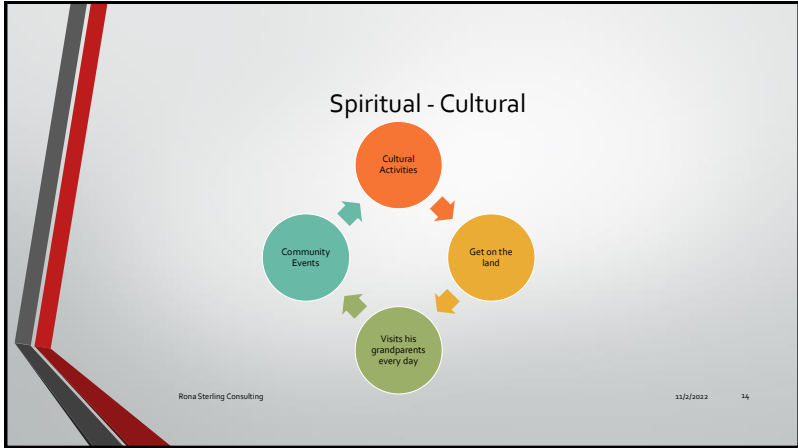 Spiritual - Cultural
Cultural
Activities
Get on the
land
Visits his
grandparents
every day
Community
Events
Rona Sterling Consulting
11/2/2022
14